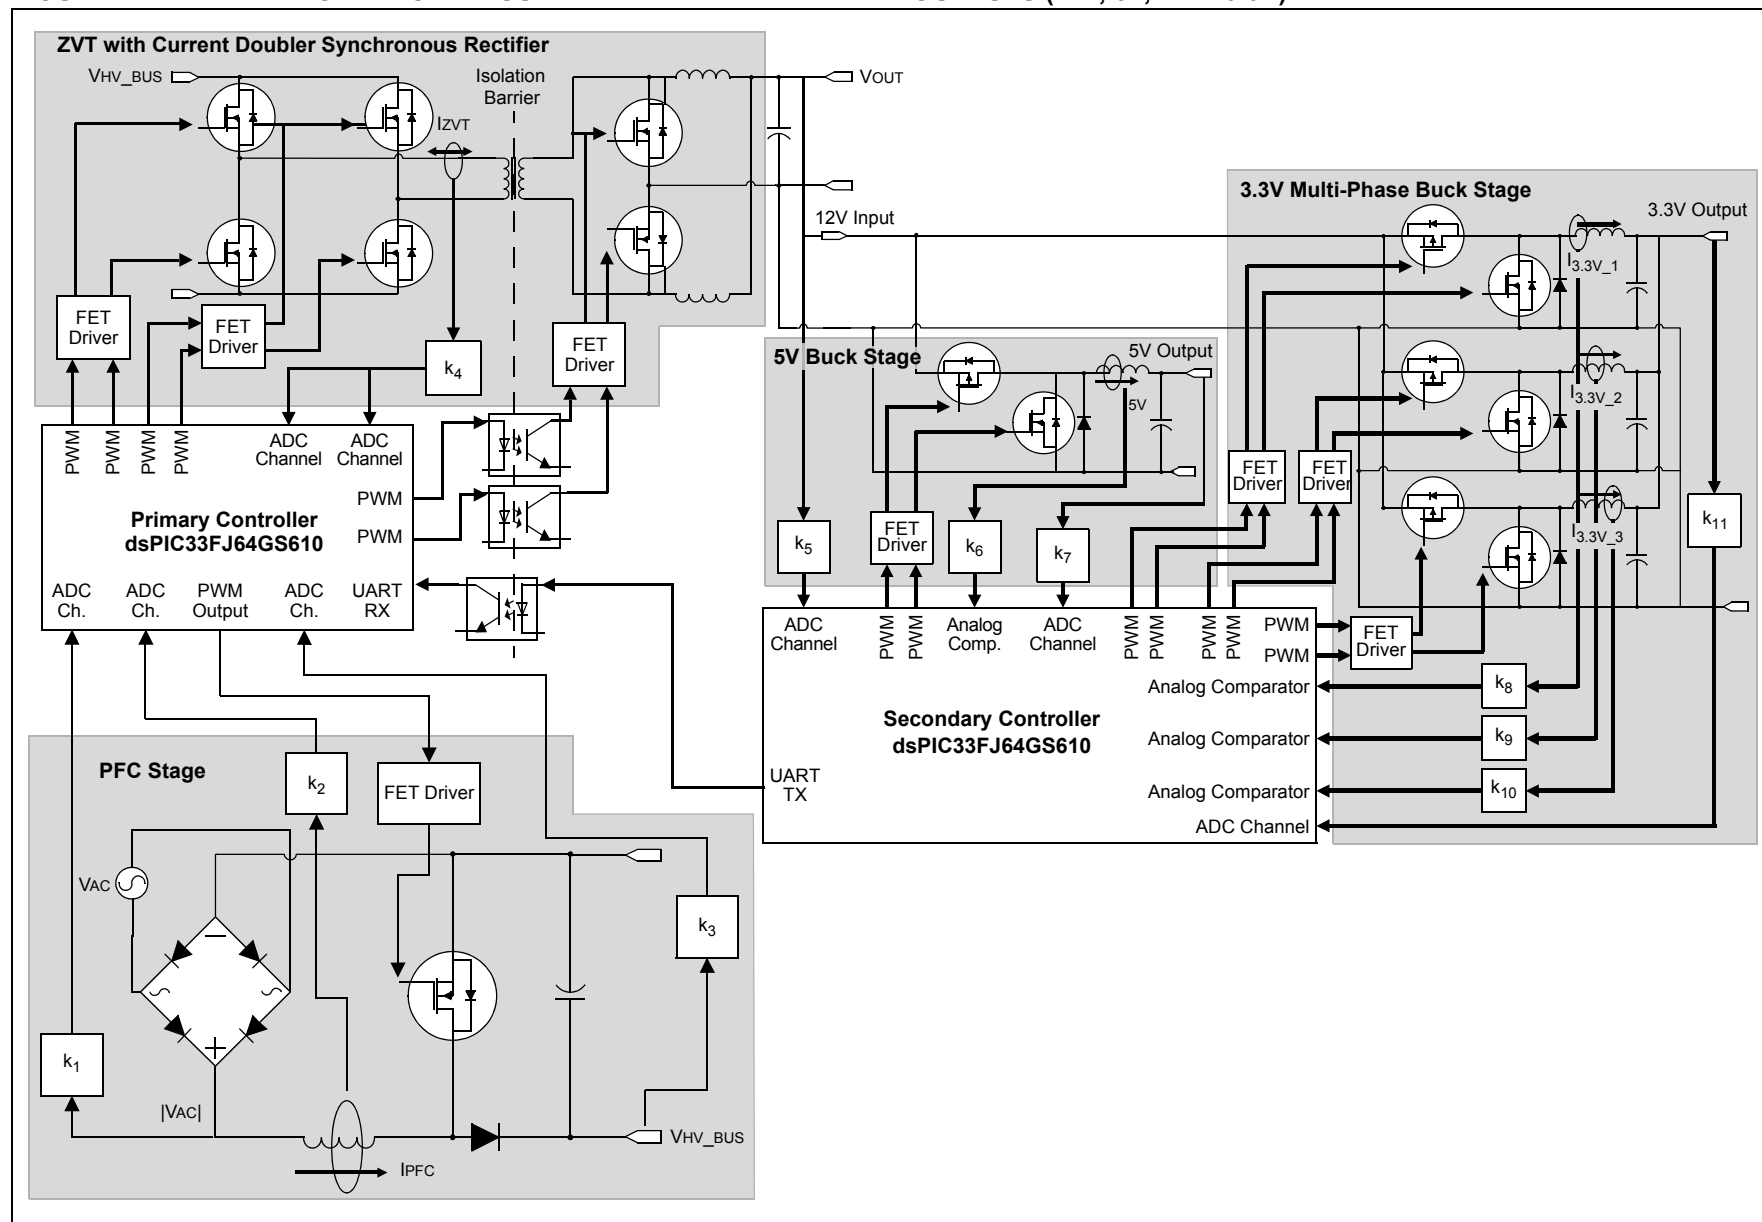 ZVT with Current Doubler Synchronous Rectifier
VHV_BUS
Isolation
Barrier
IZVT
VOUT
12V Input
FET
Driver
FET
Driver
k4
FET
Driver
3.3V Multi-Phase Buck Stage
3.3V Output
I3.3V_1
I3.3V_2
I3.3V_3
FET
Driver
FET
Driver
k11
5V Buck Stage
5V Output
5V
k5
FET
Driver
k6
k7
PWM
PWM
PWM
PWM
ADC
Channel
ADC
Channel
PWM
PWM
Primary Controller
dsPIC33FJ64GS610
ADC
Ch.
ADC
Ch.
PWM
Output
ADC
Ch.
UART
RX
ADC
Channel
PWM
PWM
Analog
Comp.
ADC
Channel
PWM
PWM
PWM
PWM
PWM
PWM
FET
Driver
Analog Comparator
k8
Secondary Controller
dsPIC33FJ64GS610
Analog Comparator
k9
UART
TX
Analog Comparator
k10
ADC Channel
PFC Stage
k2
FET Driver
VAC
k3
k1
|VAC|
VHV_BUS
IPFC